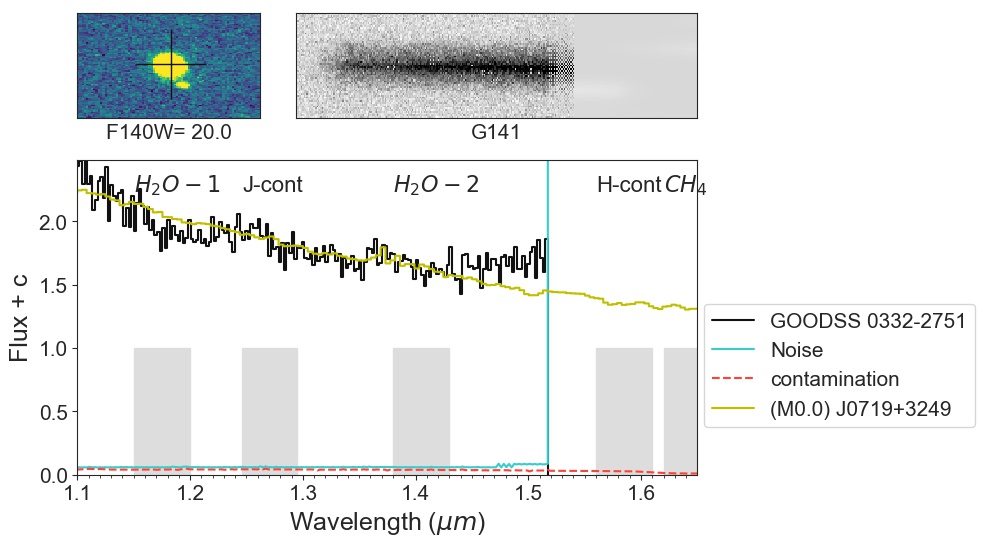 F140W= 20.0
G141
H₂O − 1
J-cont
H₂O − 2
H-cont
CH₄
2.0
1.5
1.0
0.5
0.0
Flux + c
1.1
1.2
1.3
1.4
1.5
1.6
Wavelength (μm)
GOODSS 0332-2751
Noise
contamination
(M0.0) J0719+3249